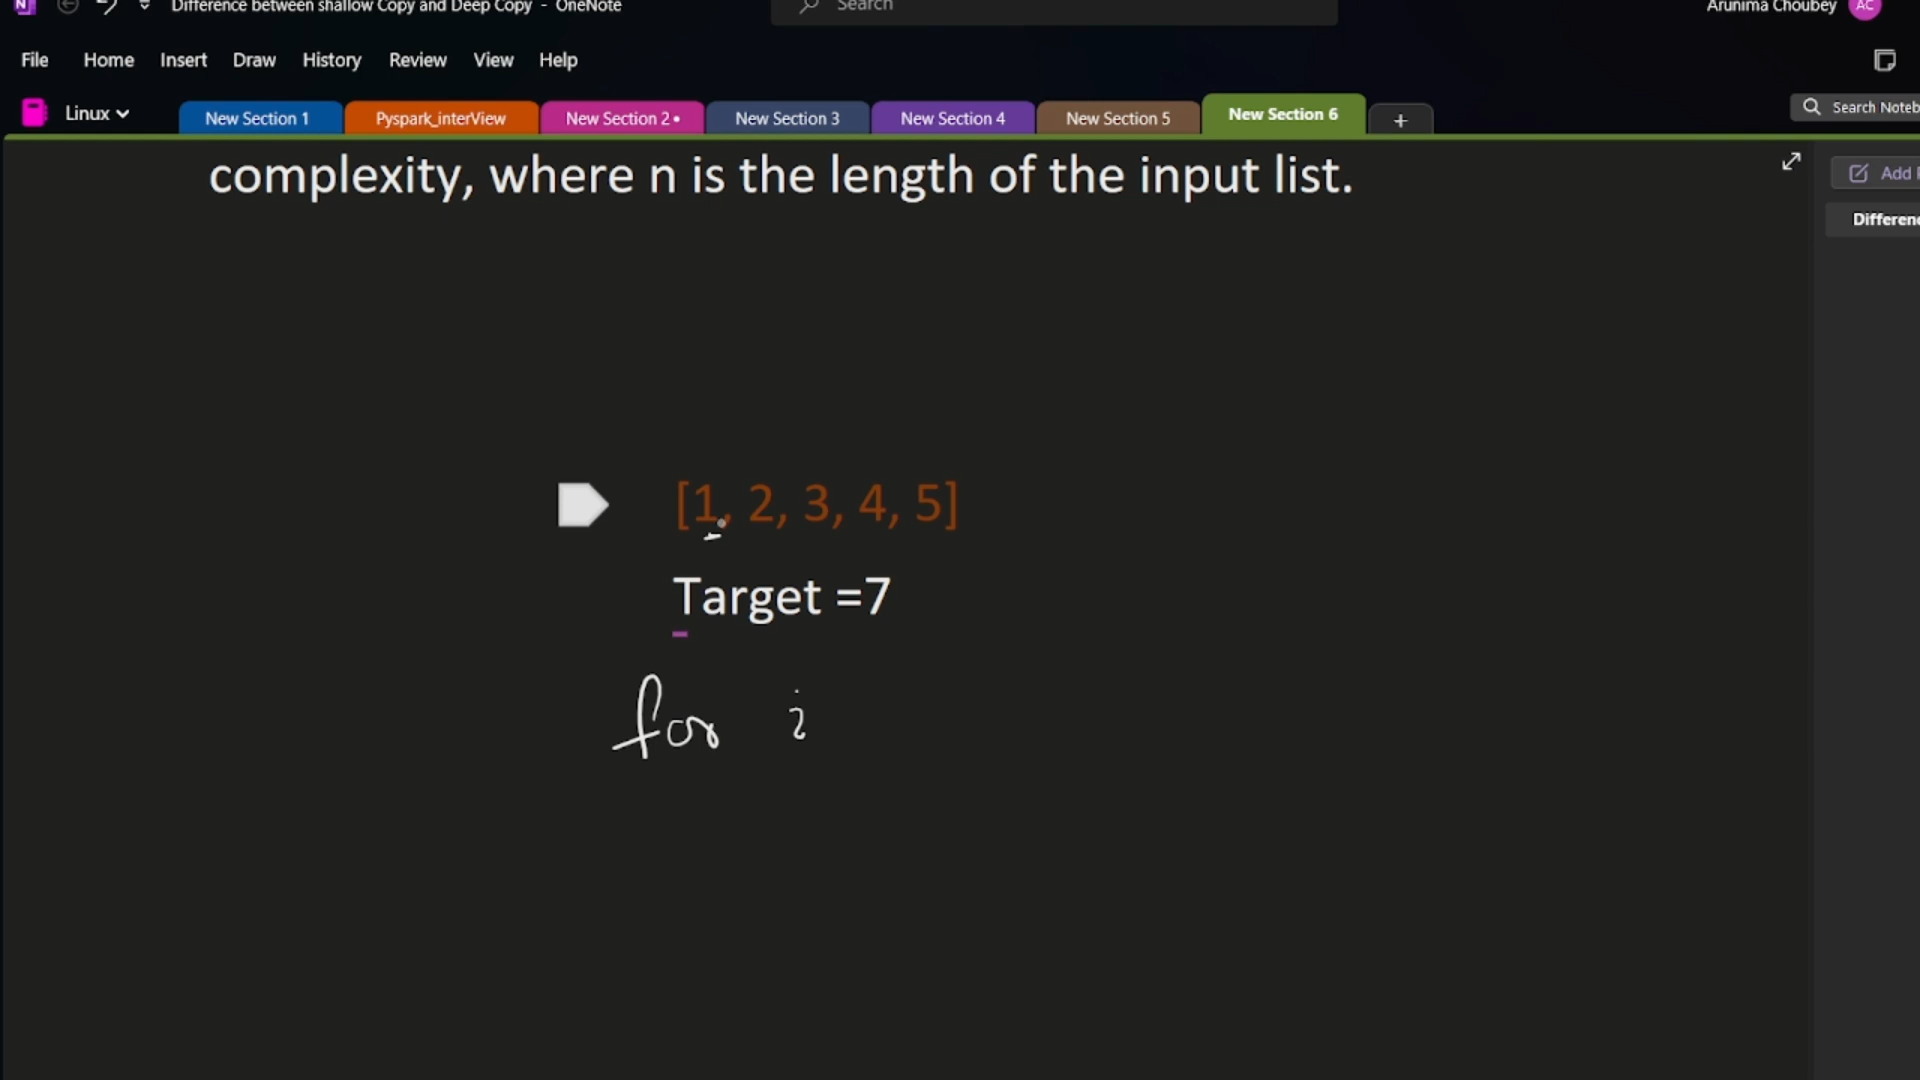 Difference between shallow Copy and Deep Copy - OneNote
Search
Arunima Choubey AC
File Home Insert Draw History Review View Help
Linux New Section 1 Pyspark_interView New Section 2 New Section 3 New Section 4 New Section 5 New Section 6 + Search Noteb
complexity, where n is the length of the input list.
Add
Differenc
[1, 2, 3, 4, 5]
Target =7
for i